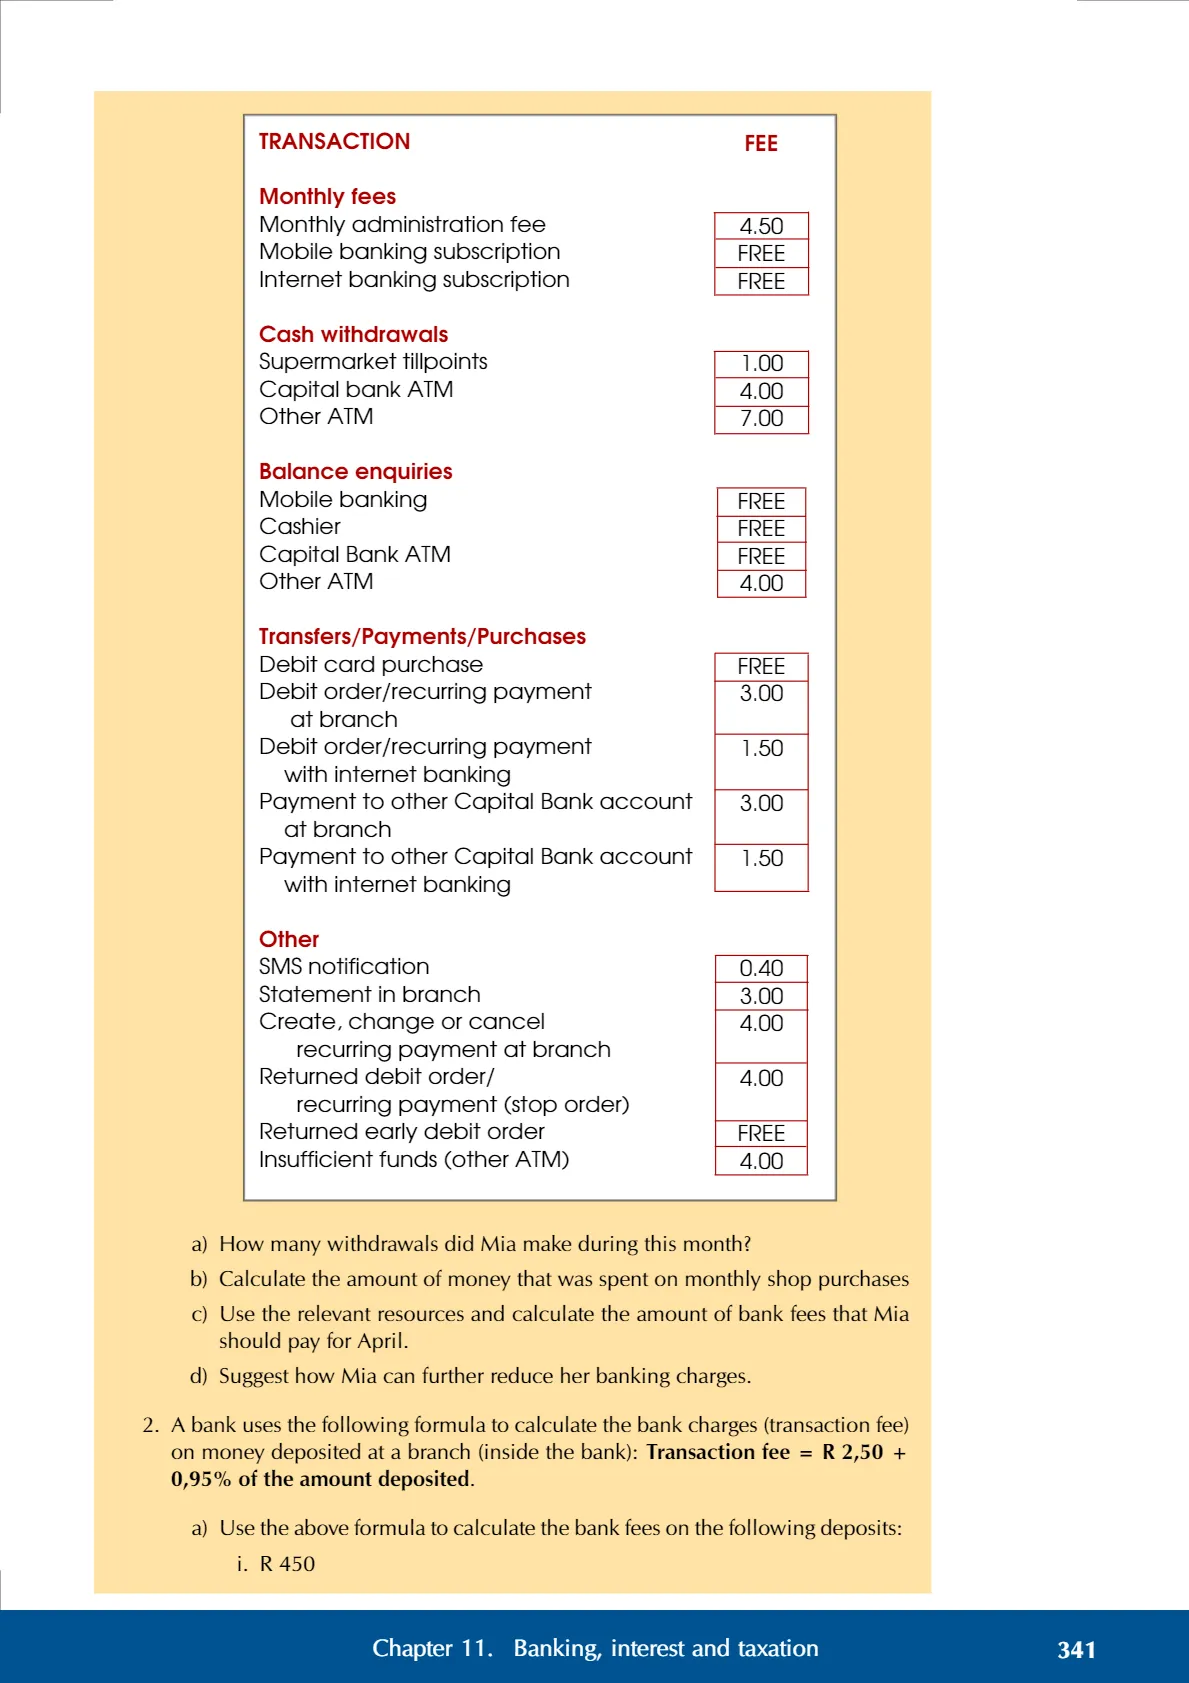 TRANSACTION FEE
Monthly fees
Monthly administration fee 4.50
Mobile banking subscription FREE
Internet banking subscription FREE
Cash withdrawals
Supermarket tillpoints 1.00
Capital bank ATM 4.00
Other ATM 7.00
Balance enquiries
Mobile banking FREE
Cashier FREE
Capital Bank ATM FREE
Other ATM 4.00
Transfers/Payments/Purchases
Debit card purchase FREE
Debit order/recurring payment 3.00
at branch
Debit order/recurring payment 1.50
with internet banking
Payment to other Capital Bank account 3.00
at branch
Payment to other Capital Bank account 1.50
with internet banking
Other
SMS notification 0.40
Statement in branch 3.00
Create, change or cancel 4.00
recurring payment at branch
Returned debit order/ 4.00
recurring payment (stop order)
Returned early debit order FREE
Insufficient funds (other ATM) 4.00
a) How many withdrawals did Mia make during this month?
b) Calculate the amount of money that was spent on monthly shop purchases
c) Use the relevant resources and calculate the amount of bank fees that Mia
should pay for April.
d) Suggest how Mia can further reduce her banking charges.
2. A bank uses the following formula to calculate the bank charges (transaction fee)
on money deposited at a branch (inside the bank): Transaction fee = R 2,50 +
0,95% of the amount deposited.
a) Use the above formula to calculate the bank fees on the following deposits:
i. R 450
Chapter 11. Banking, interest and taxation 341